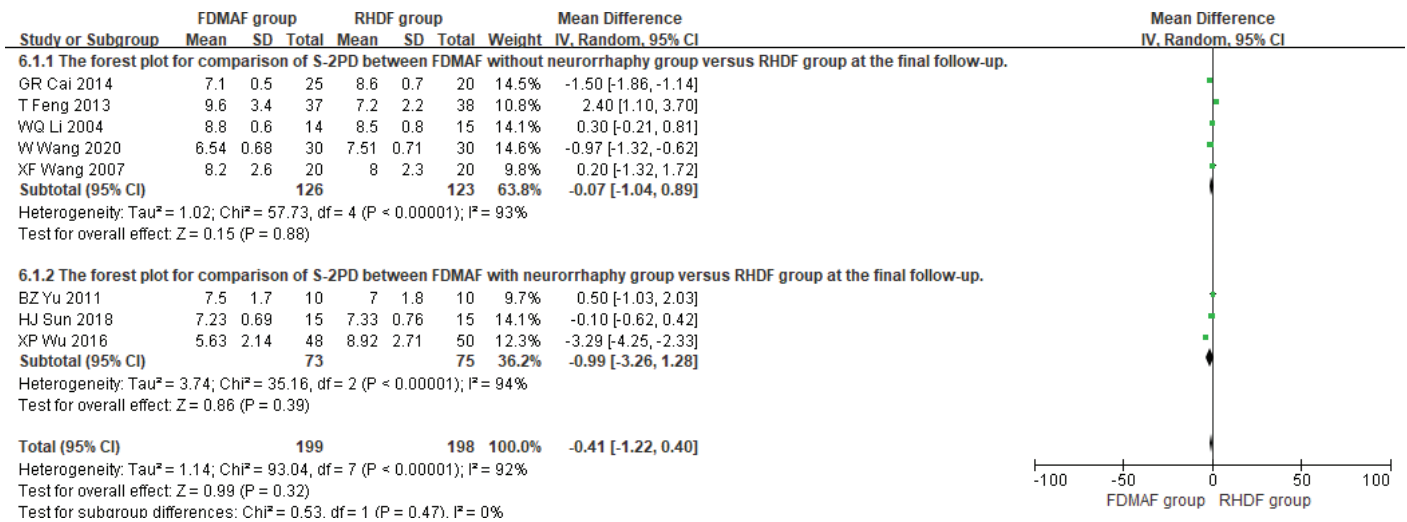 FDMAF group RHDF group Mean Difference Mean Difference
Study or Subgroup Mean SD Total Mean SD Total Weight IV, Random, 95% CI IV, Random, 95% CI
6.1.1 The forest plot for comparison of S-2PD between FDMAF without neurorrhaphy group versus RHDF group at the final follow-up.
GR Cai 2014 7.1 0.5 25 8.6 0.7 20 14.5% -1.50 [-1.86, -1.14]
T Feng 2013 9.6 3.4 37 7.2 2.2 38 10.8% 2.40 [1.10, 3.70]
WQ Li 2004 8.8 0.6 14 8.5 0.8 15 14.1% 0.30 [-0.21, 0.81]
W Wang 2020 6.54 0.68 30 7.51 0.71 30 14.6% -0.97 [-1.32, -0.62]
XF Wang 2007 8.2 2.6 20 8 2.3 20 9.8% 0.20 [-1.32, 1.72]
Subtotal (95% CI) 126 123 63.8% -0.07 [-1.04, 0.89]
Heterogeneity: Tau² = 1.02; Chi² = 57.73, df = 4 (P < 0.00001); I² = 93%
Test for overall effect: Z = 0.15 (P = 0.88)
6.1.2 The forest plot for comparison of S-2PD between FDMAF with neurorrhaphy group versus RHDF group at the final follow-up.
BZ Yu 2011 7.5 1.7 10 7 1.8 10 9.7% 0.50 [-1.03, 2.03]
HJ Sun 2018 7.23 0.69 15 7.33 0.76 15 14.1% -0.10 [-0.62, 0.42]
XP Wu 2016 5.63 2.14 48 8.92 2.71 50 12.3% -3.29 [-4.25, -2.33]
Subtotal (95% CI) 73 75 36.2% -0.99 [-3.26, 1.28]
Heterogeneity: Tau² = 3.74; Chi² = 35.16, df = 2 (P < 0.00001); I² = 94%
Test for overall effect: Z = 0.86 (P = 0.39)
Total (95% CI) 199 198 100.0% -0.41 [-1.22, 0.40]
Heterogeneity: Tau² = 1.14; Chi² = 93.04, df = 7 (P < 0.00001); I² = 92%
Test for overall effect: Z = 0.99 (P = 0.32)
Test for subgroup differences: Chi² = 0.53, df = 1 (P = 0.47), I² = 0%
-100 -50 0 50 100
FDMAF group RHDF group